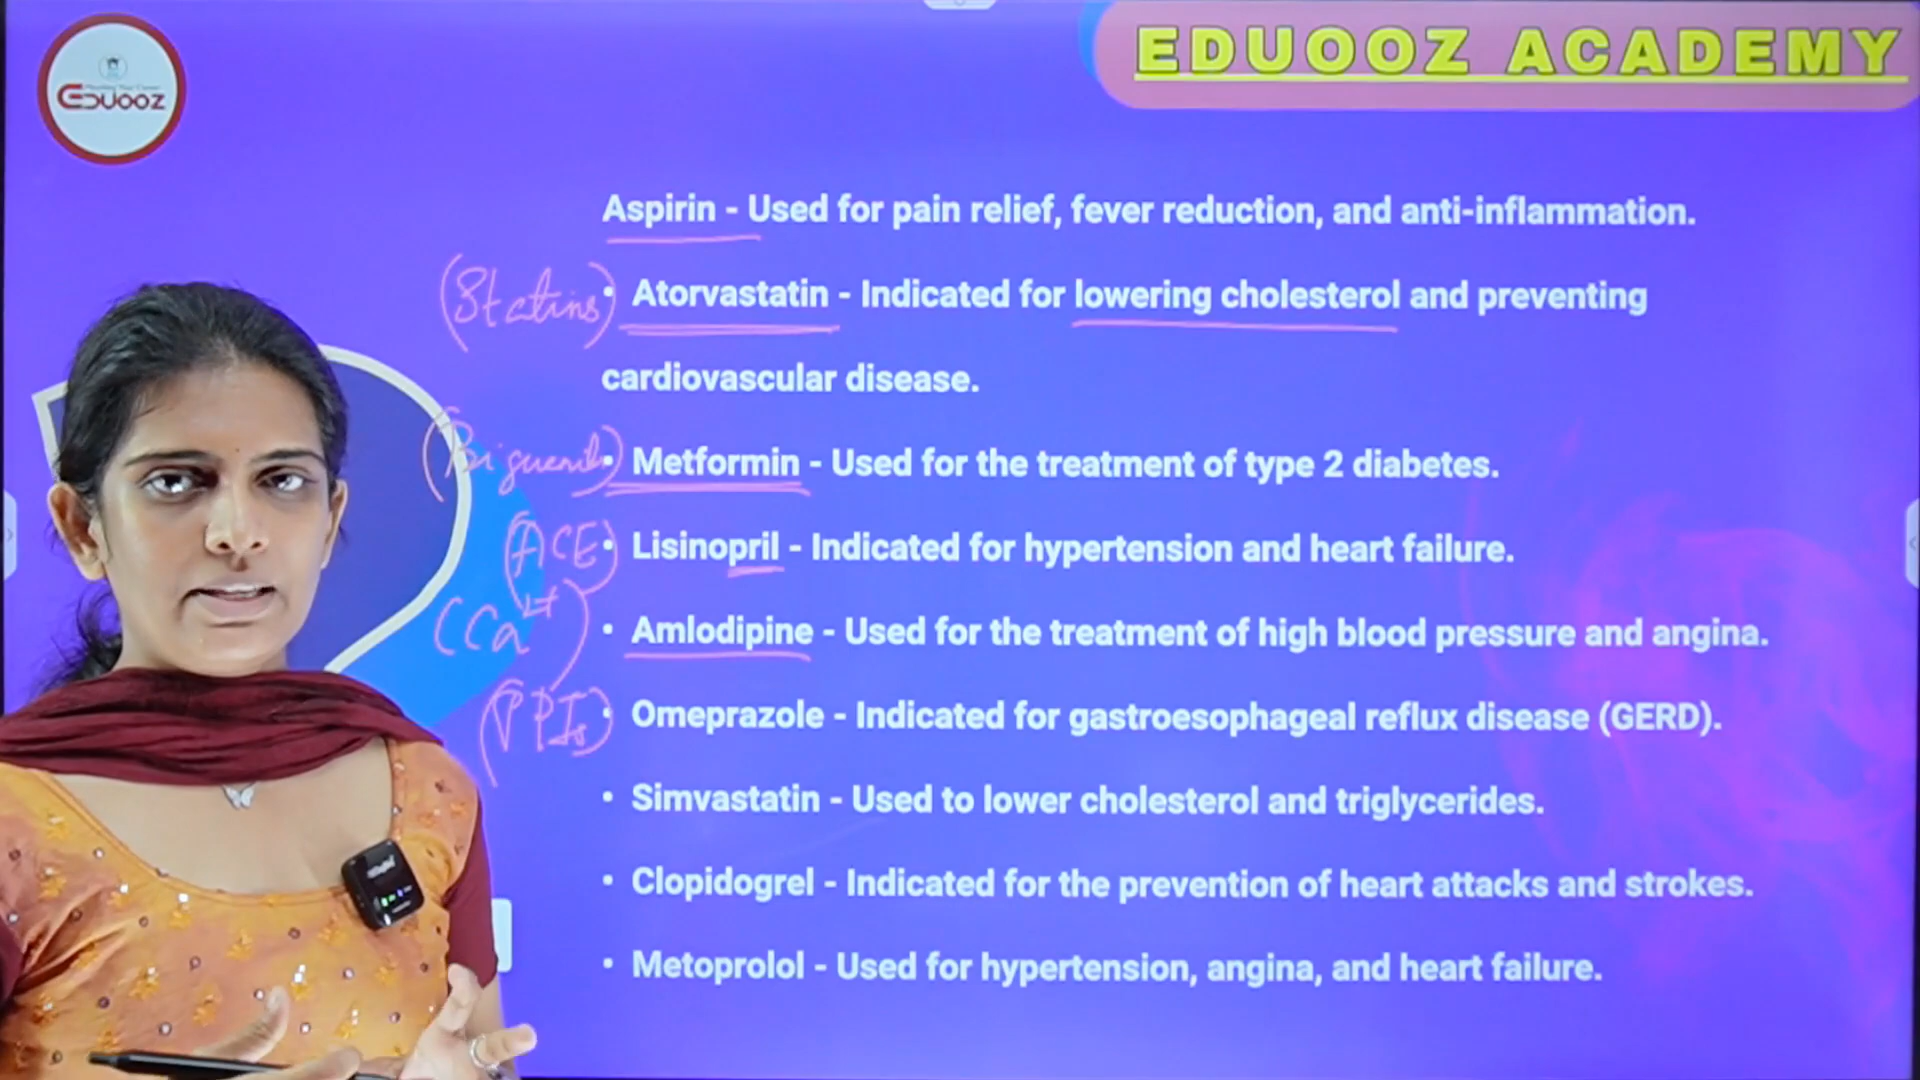 EDUOOZ
EDUOOZ ACADEMY
Aspirin - Used for pain relief, fever reduction, and anti-inflammation.
(Statins) • Atorvastatin - Indicated for lowering cholesterol and preventing
cardiovascular disease.
• Metformin - Used for the treatment of type 2 diabetes.
(ACE) • Lisinopril - Indicated for hypertension and heart failure.
(Ca++) • Amlodipine - Used for the treatment of high blood pressure and angina.
(PPIs) • Omeprazole - Indicated for gastroesophageal reflux disease (GERD).
• Simvastatin - Used to lower cholesterol and triglycerides.
• Clopidogrel - Indicated for the prevention of heart attacks and strokes.
• Metoprolol - Used for hypertension, angina, and heart failure.